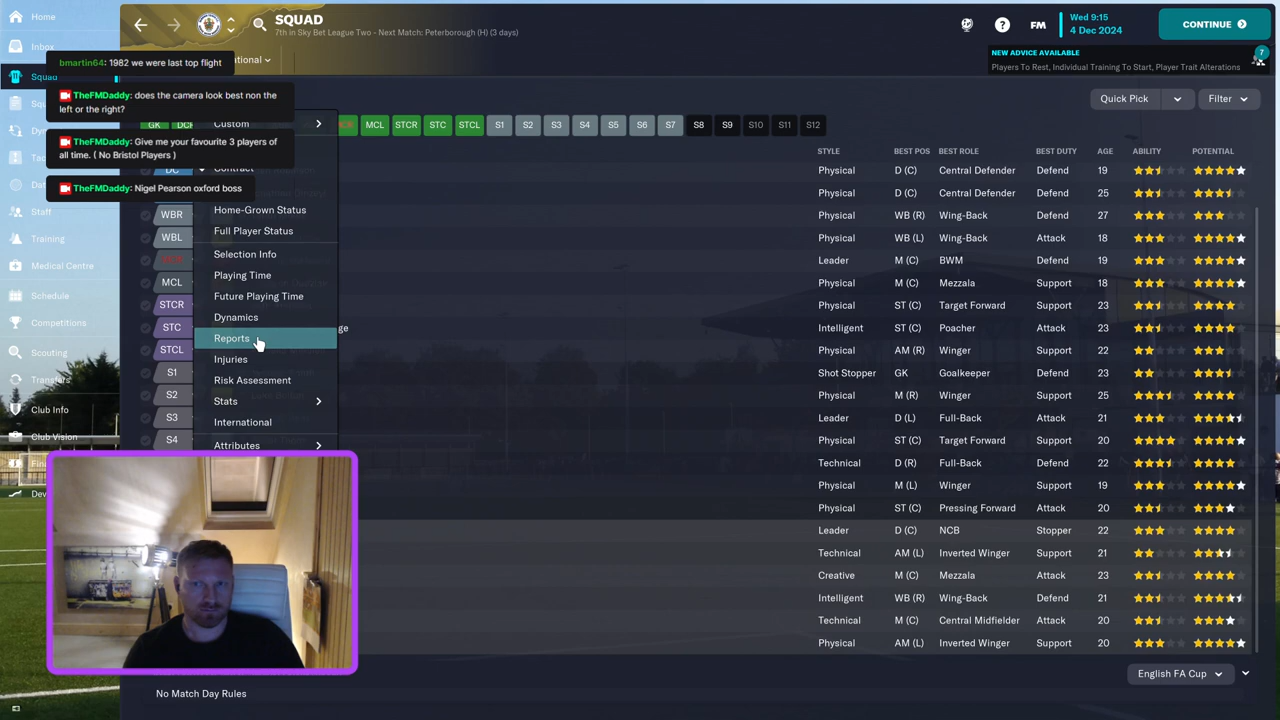 Home
SQUAD
7th in Sky Bet League Two - Next Match: Peterborough (H) (3 days)
FM
Wed 9:15
4 Dec 2024
CONTINUE
Inbox
NEW ADVICE AVAILABLE
Players To Rest, Individual Training To Start, Player Trait Alterations
7
bmartin64: 1982 we were last top flight
TheFMDaddy: does the camera look best non the
left or the right?
TheFMDaddy: Give me your favourite 3 players of
all time. ( No Bristol Players )
TheFMDaddy: Nigel Pearson oxford boss
Squad
Staff
Training
Medical Centre
Schedule
Competitions
Scouting
Transfers
Club Info
Club Vision
Quick Pick
Filter
GK
MCL STCR STC STCL S1 S2 S3 S4 S5 S6 S7 S8 S9 S10 S11 S12
Custom
Contract
Home-Grown Status
Full Player Status
Selection Info
Playing Time
Future Playing Time
Dynamics
Reports
Injuries
Risk Assessment
Stats
International
Attributes
DC
WBR
WBL
MCL
STCR
STC
STCL
S1
S2
S3
S4
STYLE BEST POS BEST ROLE BEST DUTY AGE ABILITY POTENTIAL
Physical D (C) Central Defender Defend 19
Physical D (C) Central Defender Defend 25
Physical WB (R) Wing-Back Defend 27
Physical WB (L) Wing-Back Attack 18
Leader M (C) BWM Defend 19
Physical M (C) Mezzala Support 18
Physical ST (C) Target Forward Support 23
Intelligent ST (C) Poacher Attack 23
Physical AM (R) Winger Support 22
Shot Stopper GK Goalkeeper Defend 23
Physical M (R) Winger Support 25
Leader D (L) Full-Back Attack 21
Physical ST (C) Target Forward Support 20
Technical D (R) Full-Back Defend 22
Physical M (L) Winger Support 19
Physical ST (C) Pressing Forward Attack 20
Leader D (C) NCB Stopper 22
Technical AM (L) Inverted Winger Support 21
Creative M (C) Mezzala Attack 23
Intelligent WB (R) Wing-Back Defend 21
Technical M (C) Central Midfielder Support 20
Physical AM (L) Inverted Winger Support 20
English FA Cup
No Match Day Rules